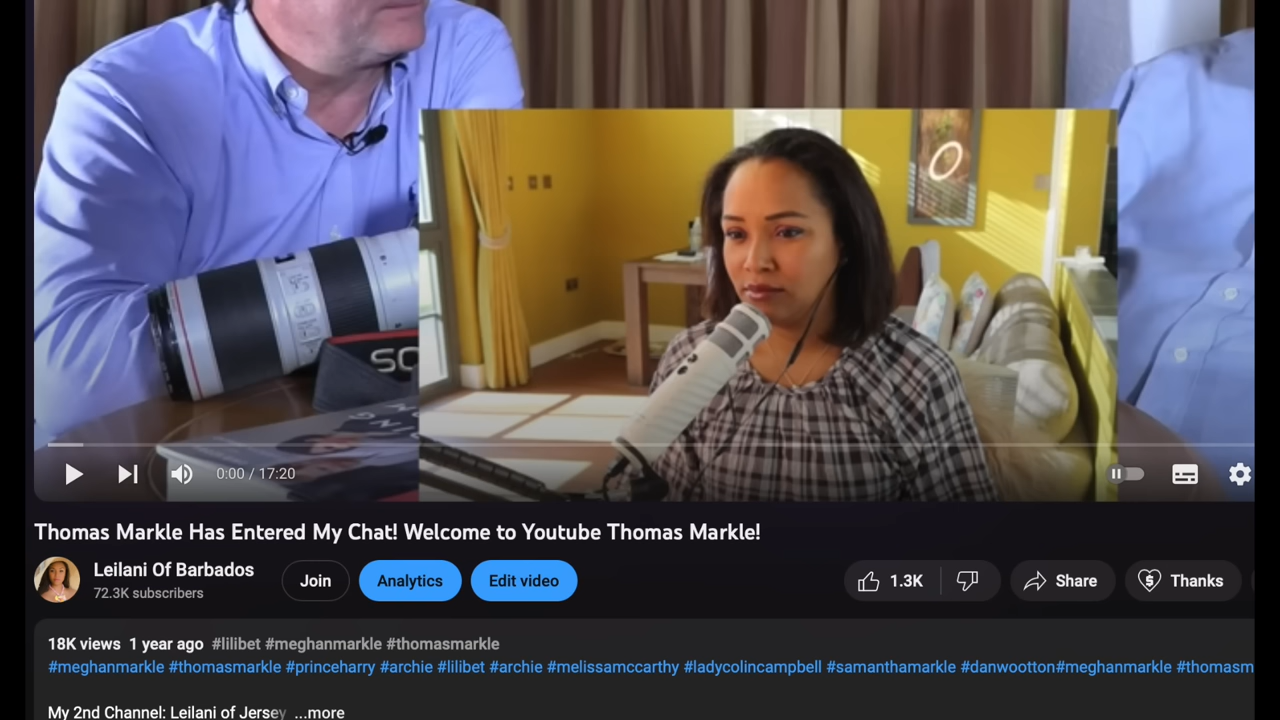 SO
0:00 / 17:20
Thomas Markle Has Entered My Chat! Welcome to Youtube Thomas Markle!
Leilani Of Barbados
72.3K subscribers
Join
Analytics
Edit video
1.3K
Share
Thanks
18K views 1 year ago #lilibet #meghanmarkle #thomasmarkle
#meghanmarkle #thomasmarkle #princeharry #archie #lilibet #archie #melissamccarthy #ladycolincampbell #samanthamarkle #danwootton#meghanmarkle #thomasm
My 2nd Channel: Leilani of Jersey ...more